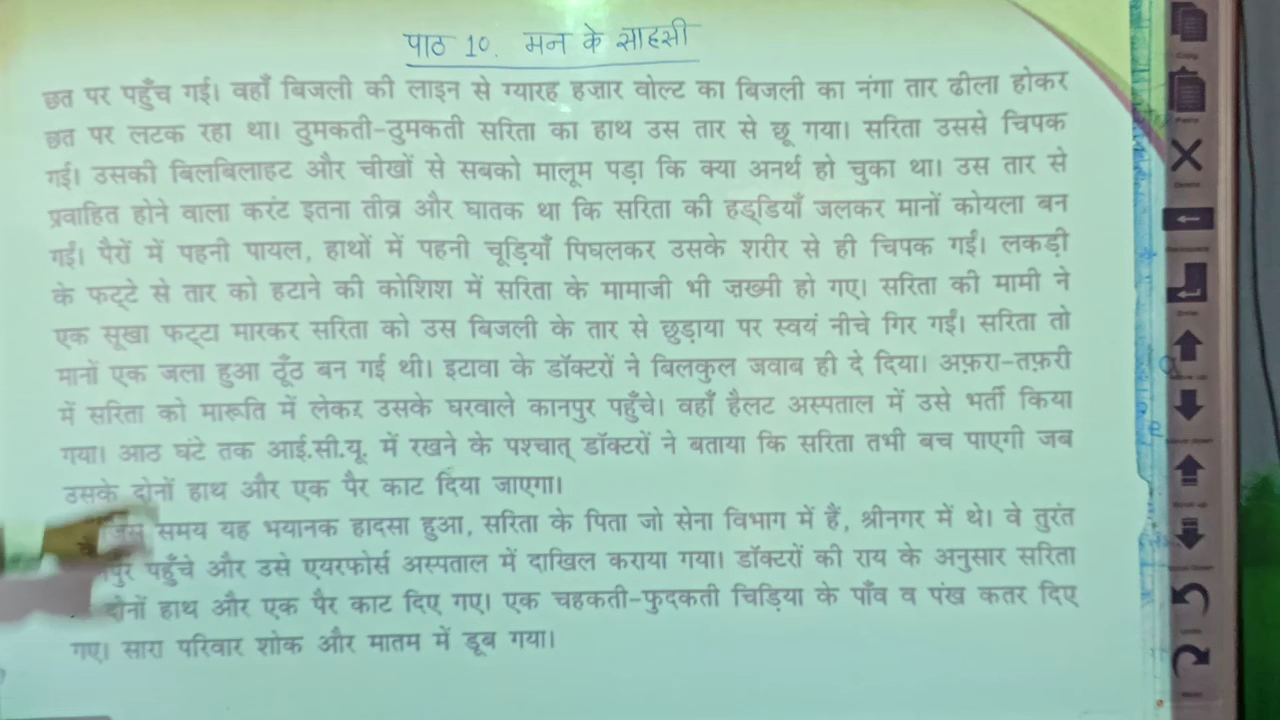 पाठ 10. मन के साहसी
छत पर पहुँच गई। वहाँ बिजली की लाइन से ग्यारह हज़ार वोल्ट का बिजली का नंगा तार ढीला होकर
छत पर लटक रहा था। ठुमकती-ठुमकती सरिता का हाथ उस तार से छू गया। सरिता उससे चिपक
गई। उसकी बिलबिलाहट और चीखों से सबको मालूम पड़ा कि क्या अनर्थ हो चुका था। उस तार से
प्रवाहित होने वाला करंट इतना तीव्र और घातक था कि सरिता की हड्डियाँ जलकर मानों कोयला बन
गईं। पैरों में पहनी पायल, हाथों में पहनी चूड़ियाँ पिघलकर उसके शरीर से ही चिपक गईं। लकड़ी
के फट्टे से तार को हटाने की कोशिश में सरिता के मामाजी भी ज़ख्मी हो गए। सरिता की मामी ने
एक सूखा फट्टा मारकर सरिता को उस बिजली के तार से छुड़ाया पर स्वयं नीचे गिर गईं। सरिता तो
मानों एक जला हुआ ठूँठ बन गई थी। इटावा के डॉक्टरों ने बिलकुल जवाब ही दे दिया। अफ़रा-तफ़री
में सरिता को मारूति में लेकर उसके घरवाले कानपुर पहुँचे। वहाँ हैलट अस्पताल में उसे भर्ती किया
गया। आठ घंटे तक आई.सी.यू. में रखने के पश्चात् डॉक्टरों ने बताया कि सरिता तभी बच पाएगी जब
उसके दोनों हाथ और एक पैर काट दिया जाएगा।
जिस समय यह भयानक हादसा हुआ, सरिता के पिता जो सेना विभाग में हैं, श्रीनगर में थे। वे तुरंत
पुर पहुँचे और उसे एयरफोर्स अस्पताल में दाखिल कराया गया। डॉक्टरों की राय के अनुसार सरिता
दोनों हाथ और एक पैर काट दिए गए। एक चहकती-फुदकती चिड़िया के पाँव व पंख कतर दिए
गए। सारा परिवार शोक और मातम में डूब गया।
Copy
Paste
Delete